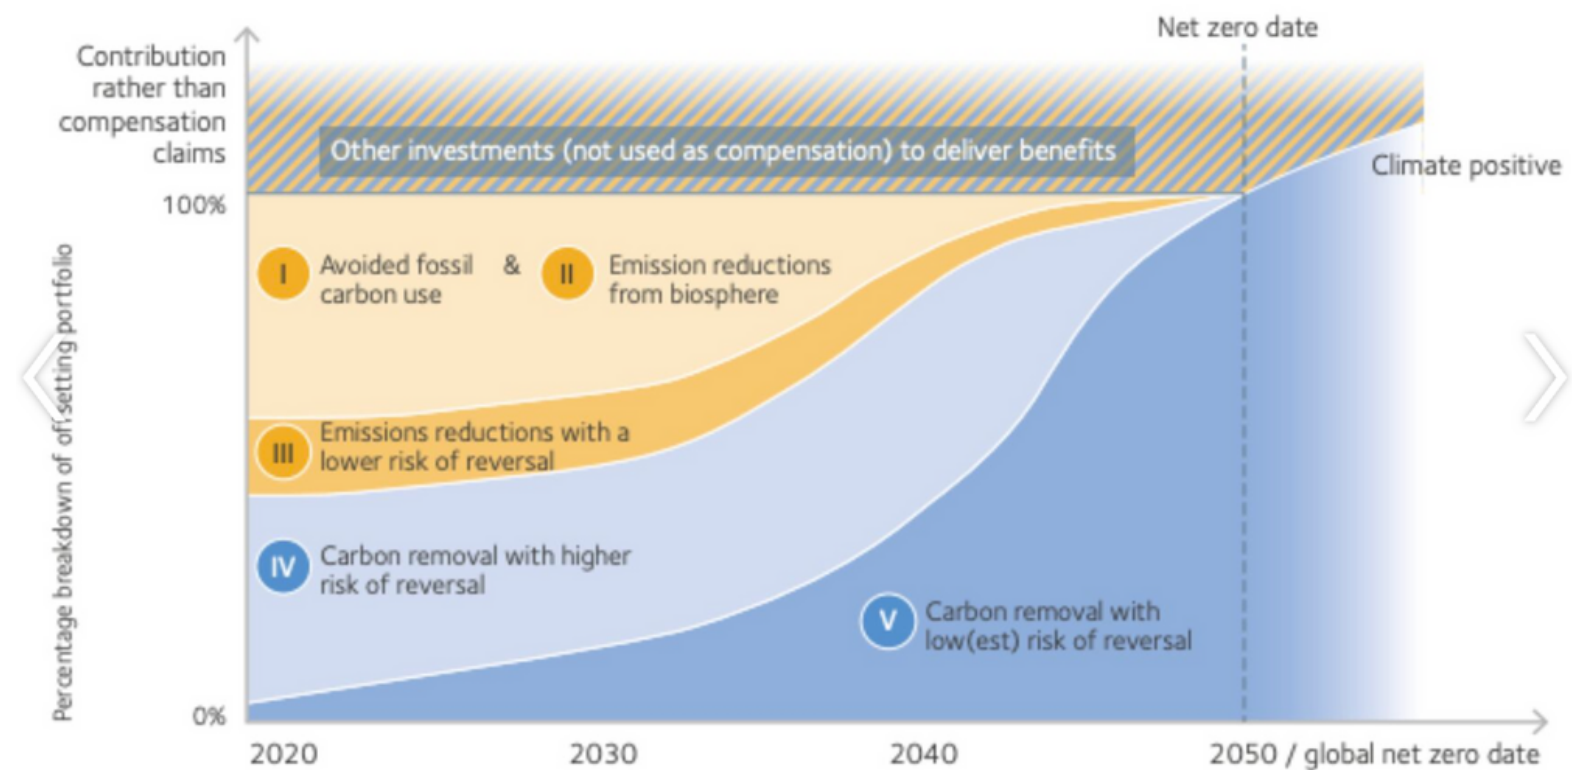 Net zero date
Contribution
rather than
compensation
claims
Other investments (not used as compensation) to deliver benefits
Climate positive
100%
I
Avoided fossil
carbon use
&
II
Emission reductions
from biosphere
III
Emissions reductions with a
lower risk of reversal
IV
Carbon removal with higher
risk of reversal
V
Carbon removal with
low(est) risk of reversal
Percentage breakdown of offsetting portfolio
0%
2020
2030
2040
2050 / global net zero date